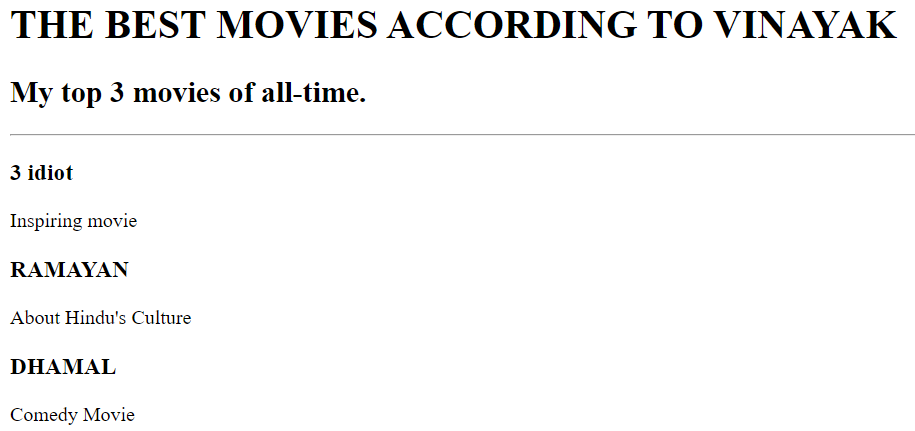 THE BEST MOVIES ACCORDING TO VINAYAK
My top 3 movies of all-time.
3 idiot
Inspiring movie
RAMAYAN
About Hindu's Culture
DHAMAL
Comedy Movie